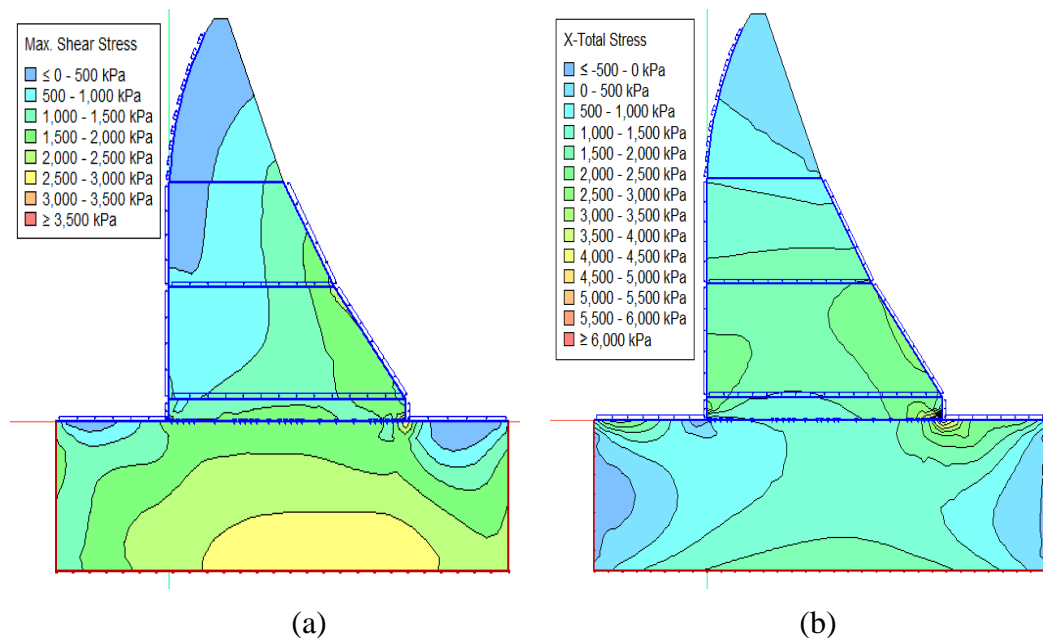 Max. Shear Stress
≤ 0 - 500 kPa
500 - 1,000 kPa
1,000 - 1,500 kPa
1,500 - 2,000 kPa
2,000 - 2,500 kPa
2,500 - 3,000 kPa
3,000 - 3,500 kPa
≥ 3,500 kPa
X-Total Stress
≤ -500 - 0 kPa
0 - 500 kPa
500 - 1,000 kPa
1,000 - 1,500 kPa
1,500 - 2,000 kPa
2,000 - 2,500 kPa
2,500 - 3,000 kPa
3,000 - 3,500 kPa
3,500 - 4,000 kPa
4,000 - 4,500 kPa
4,500 - 5,000 kPa
5,000 - 5,500 kPa
5,500 - 6,000 kPa
≥ 6,000 kPa
(a)
(b)